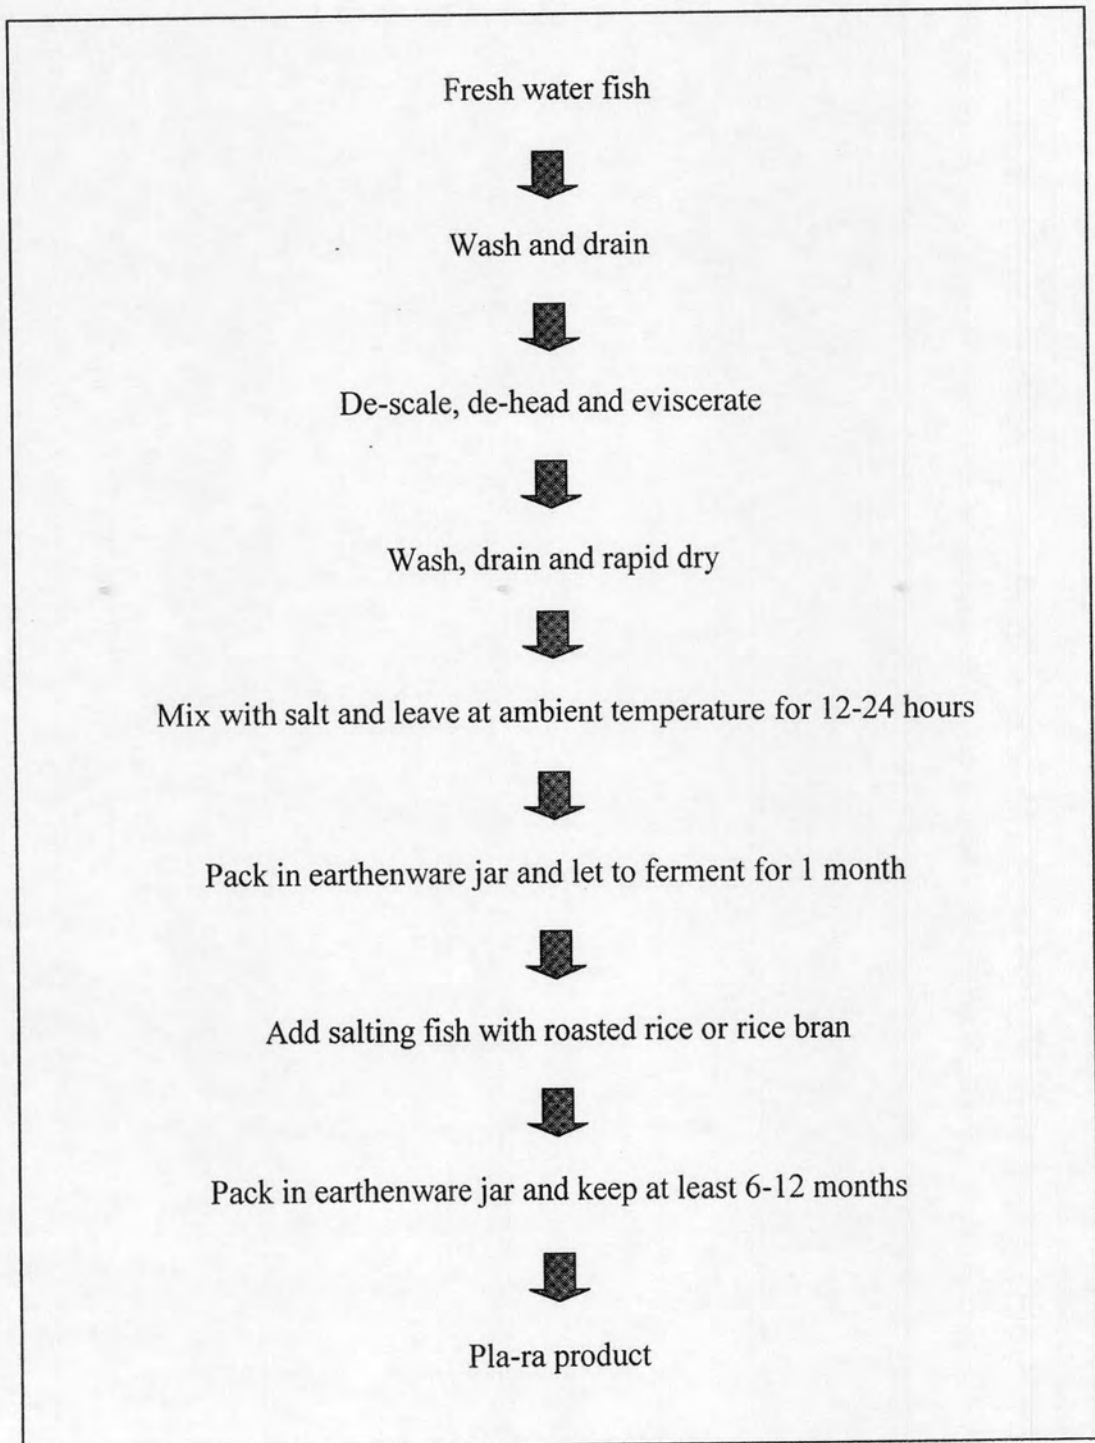 Fresh water fish
Wash and drain
De-scale, de-head and eviscerate
Wash, drain and rapid dry
Mix with salt and leave at ambient temperature for 12-24 hours
Pack in earthenware jar and let to ferment for 1 month
Add salting fish with roasted rice or rice bran
Pack in earthenware jar and keep at least 6-12 months
Pla-ra product